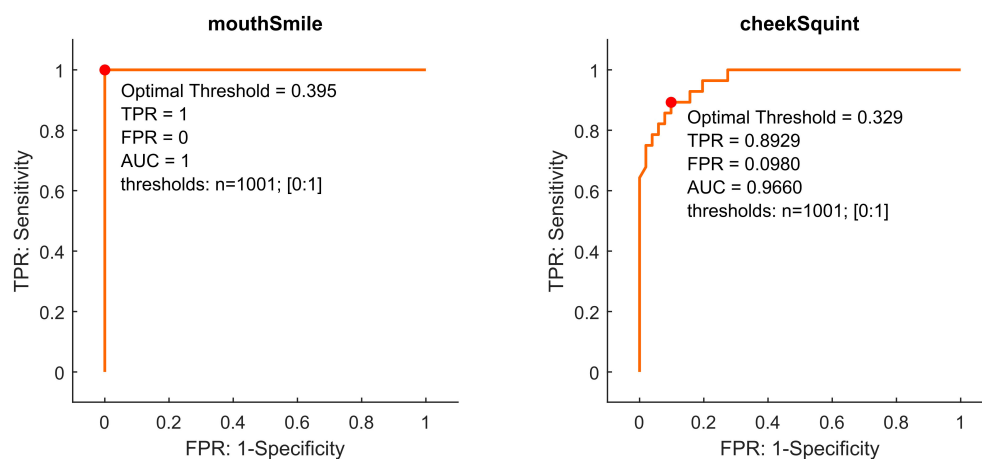 mouthSmile
1
0.8
0.6
0.4
0.2
0
TPR: Sensitivity
Optimal Threshold = 0.395
TPR = 1
FPR = 0
AUC = 1
thresholds: n=1001; [0:1]
0 0.2 0.4 0.6 0.8 1
FPR: 1-Specificity
cheekSquint
1
0.8
0.6
0.4
0.2
0
TPR: Sensitivity
Optimal Threshold = 0.329
TPR = 0.8929
FPR = 0.0980
AUC = 0.9660
thresholds: n=1001; [0:1]
0 0.2 0.4 0.6 0.8 1
FPR: 1-Specificity